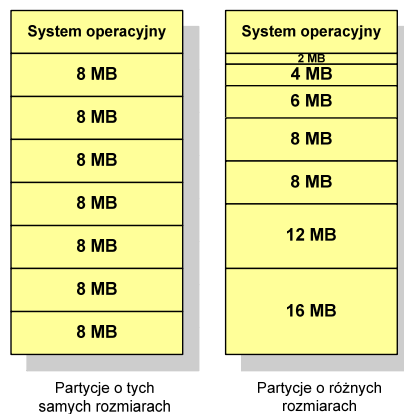 System operacyjny
8 MB
8 MB
8 MB
8 MB
8 MB
8 MB
8 MB
Partycje o tych
samych rozmiarach
System operacyjny
2 MB
4 MB
6 MB
8 MB
8 MB
12 MB
16 MB
Partycje o różnych
rozmiarach